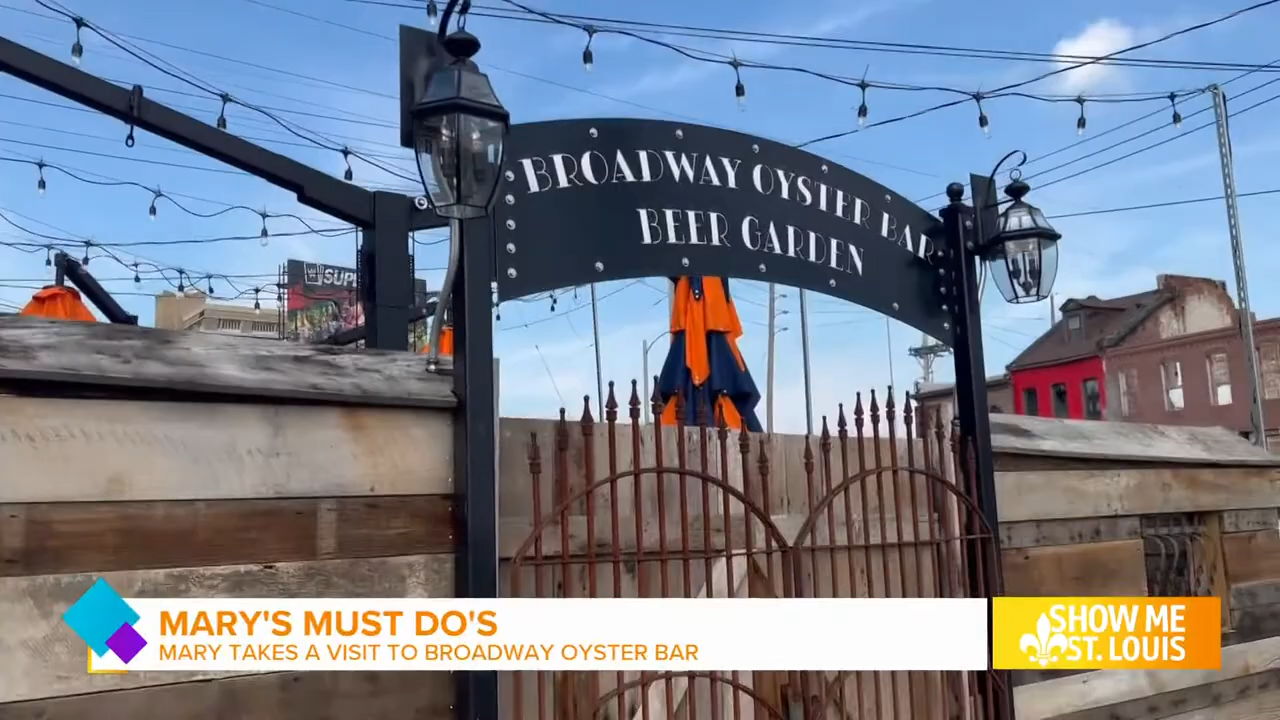 BROADWAY OYSTER BAR
BEER GARDEN
SUP
MARY'S MUST DO'S
MARY TAKES A VISIT TO BROADWAY OYSTER BAR
SHOW ME
ST. LOUIS